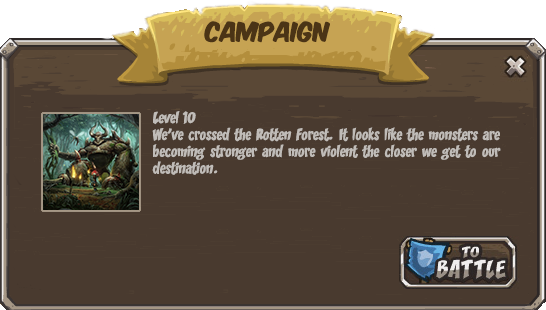 CAMPAIGN
Level 10
We've crossed the Rotten Forest. It looks like the monsters are
becoming stronger and more violent the closer we get to our
destination.
TO
BATTLE